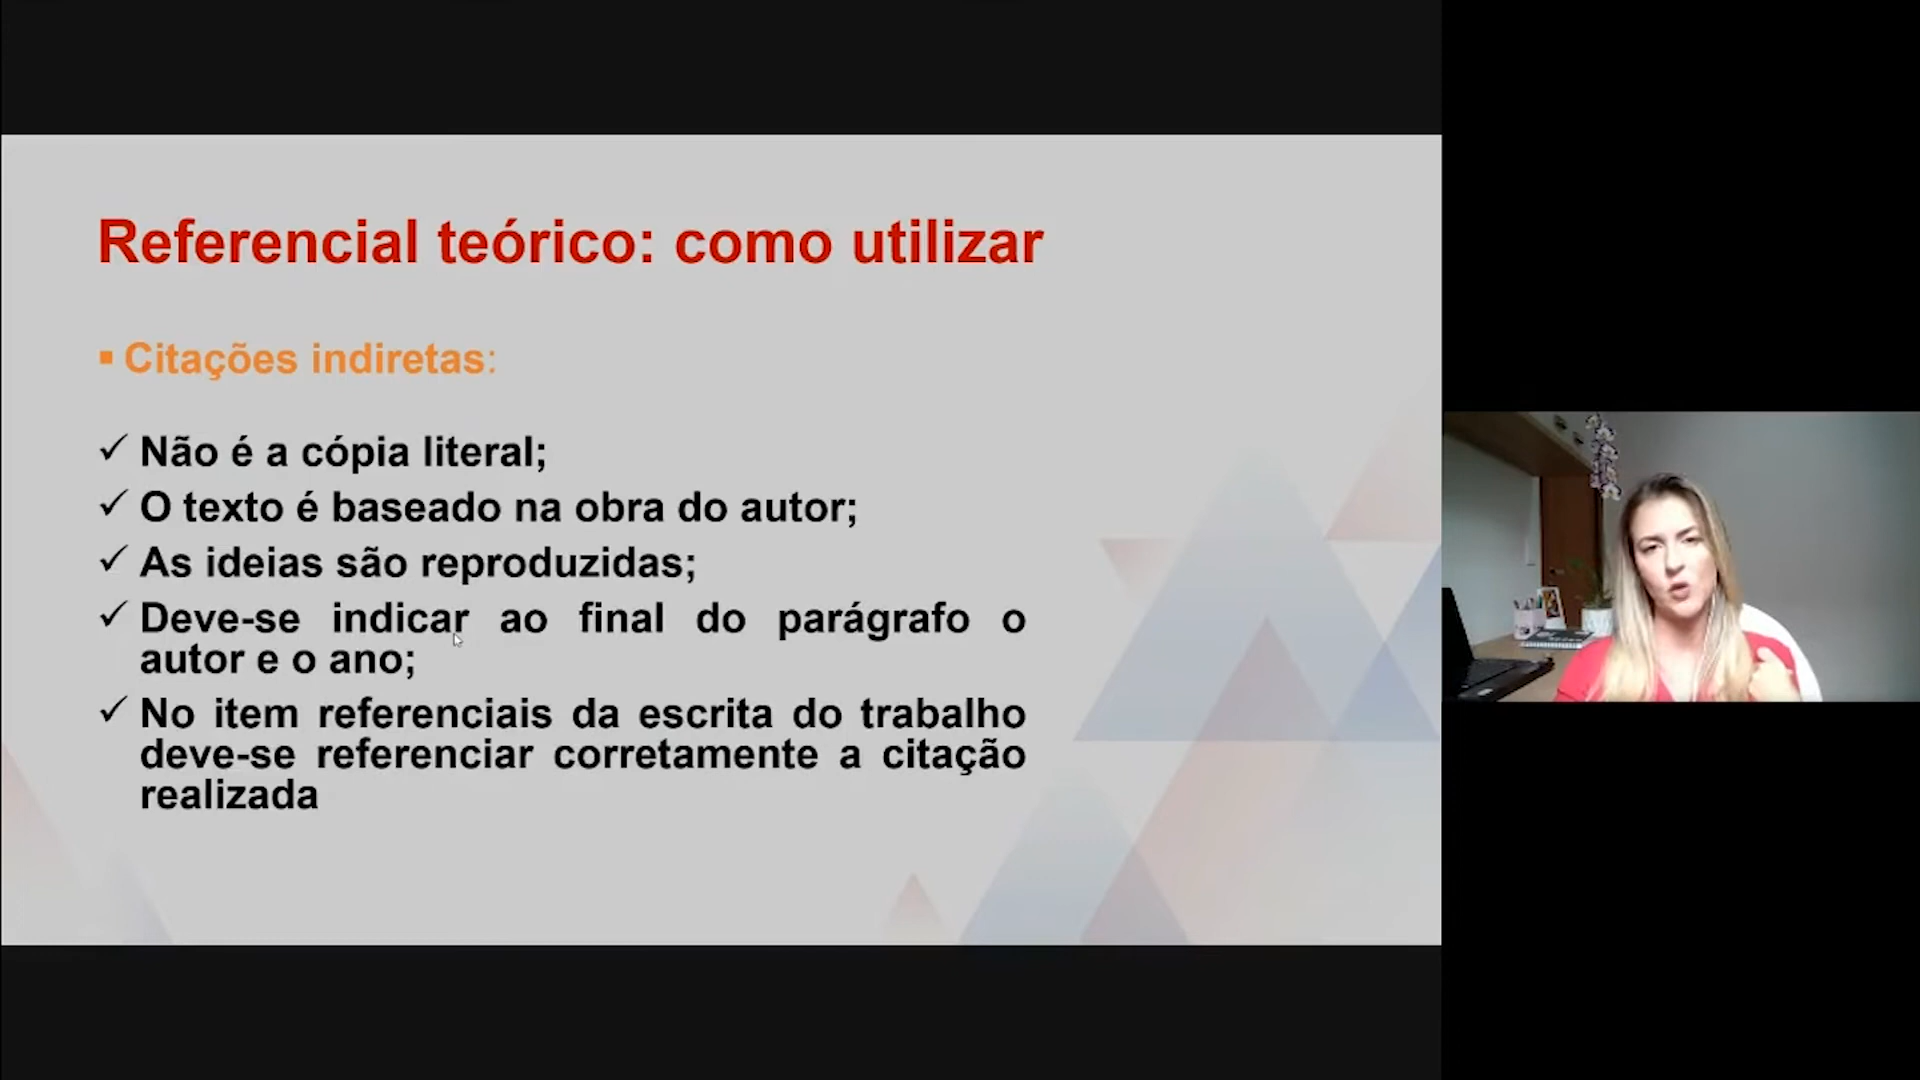 Referencial teórico: como utilizar
▪ Citações indiretas:
✓ Não é a cópia literal;
✓ O texto é baseado na obra do autor;
✓ As ideias são reproduzidas;
✓ Deve-se indicar ao final do parágrafo o
autor e o ano;
✓ No item referenciais da escrita do trabalho
deve-se referenciar corretamente a citação
realizada